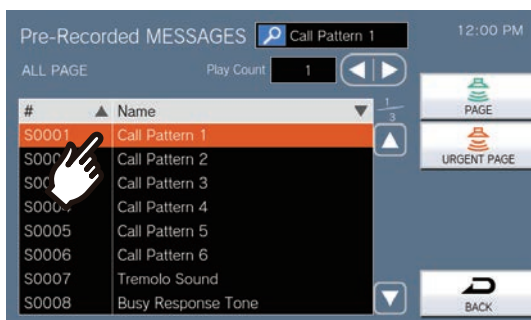 Pre-Recorded MESSAGES Call Pattern 1 12:00 PM
ALL PAGE Play Count 1
# Name 1/3
S0001 Call Pattern 1
Call Pattern 2
Call Pattern 3
Call Pattern 4
S0005 Call Pattern 5
S0006 Call Pattern 6
S0007 Tremolo Sound
S0008 Busy Response Tone
PAGE
URGENT PAGE
BACK